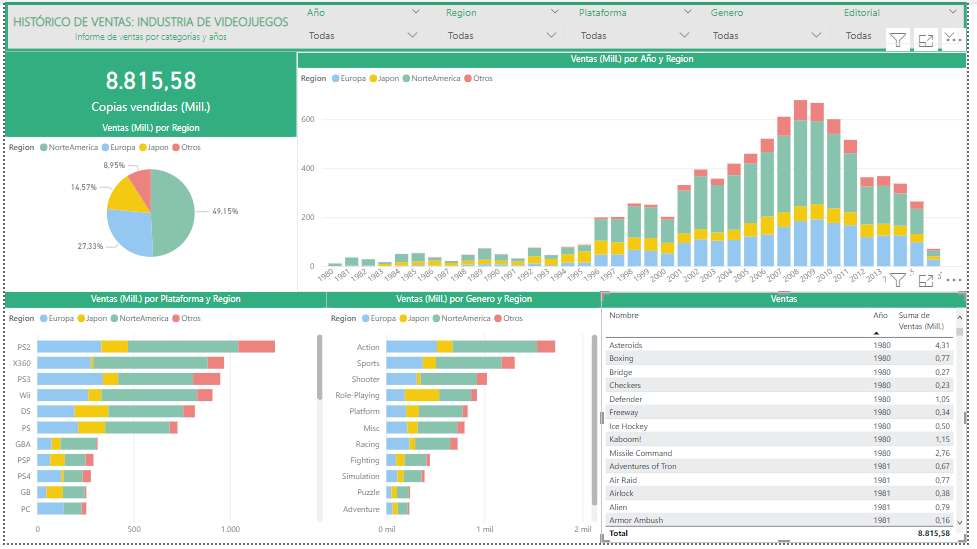 HISTÓRICO DE VENTAS: INDUSTRIA DE VIDEOJUEGOS
Informe de ventas por categorias y años
Año
Todas
Region
Todas
Plataforma
Todas
Genero
Todas
Editorial
Todas
8.815,58
Copias vendidas (Mill.)
Ventas (Mill.) por Region
Region NorteAmerica Europa Japon Otros
8,95%
14,57%
49,15%
27,33%
Ventas (Mill.) por Año y Region
Region Europa Japon NorteAmerica Otros
600
400
200
0
1980 1981 1982 1983 1984 1985 1986 1987 1988 1989 1990 1991 1992 1993 1994 1995 1996 1997 1998 1999 2000 2001 2002 2003 2004 2005 2006 2007 2008 2009 2010 2011 2012 2013
Ventas (Mill.) por Plataforma y Region
Region Europa Japon NorteAmerica Otros
PS2
X360
PS3
Wii
DS
PS
GBA
PSP
PS4
GB
PC
0 500 1.000
Ventas (Mill.) por Genero y Region
Region Europa Japon NorteAmerica Otros
Action
Sports
Shooter
Role-Playing
Platform
Misc
Racing
Fighting
Simulation
Puzzle
Adventure
0 mil 1 mil 2 mil
Ventas
Nombre Año Suma de
Ventas (Mill.)
Asteroids 1980 4,31
Boxing 1980 0,77
Bridge 1980 0,27
Checkers 1980 0,23
Defender 1980 1,05
Freeway 1980 0,34
Ice Hockey 1980 0,50
Kaboom! 1980 1,15
Missile Command 1980 2,76
Adventures of Tron 1981 0,67
Air Raid 1981 0,77
Airlock 1981 0,38
Alien 1981 0,79
Armor Ambush 1981 0,16
Total 8.815,58